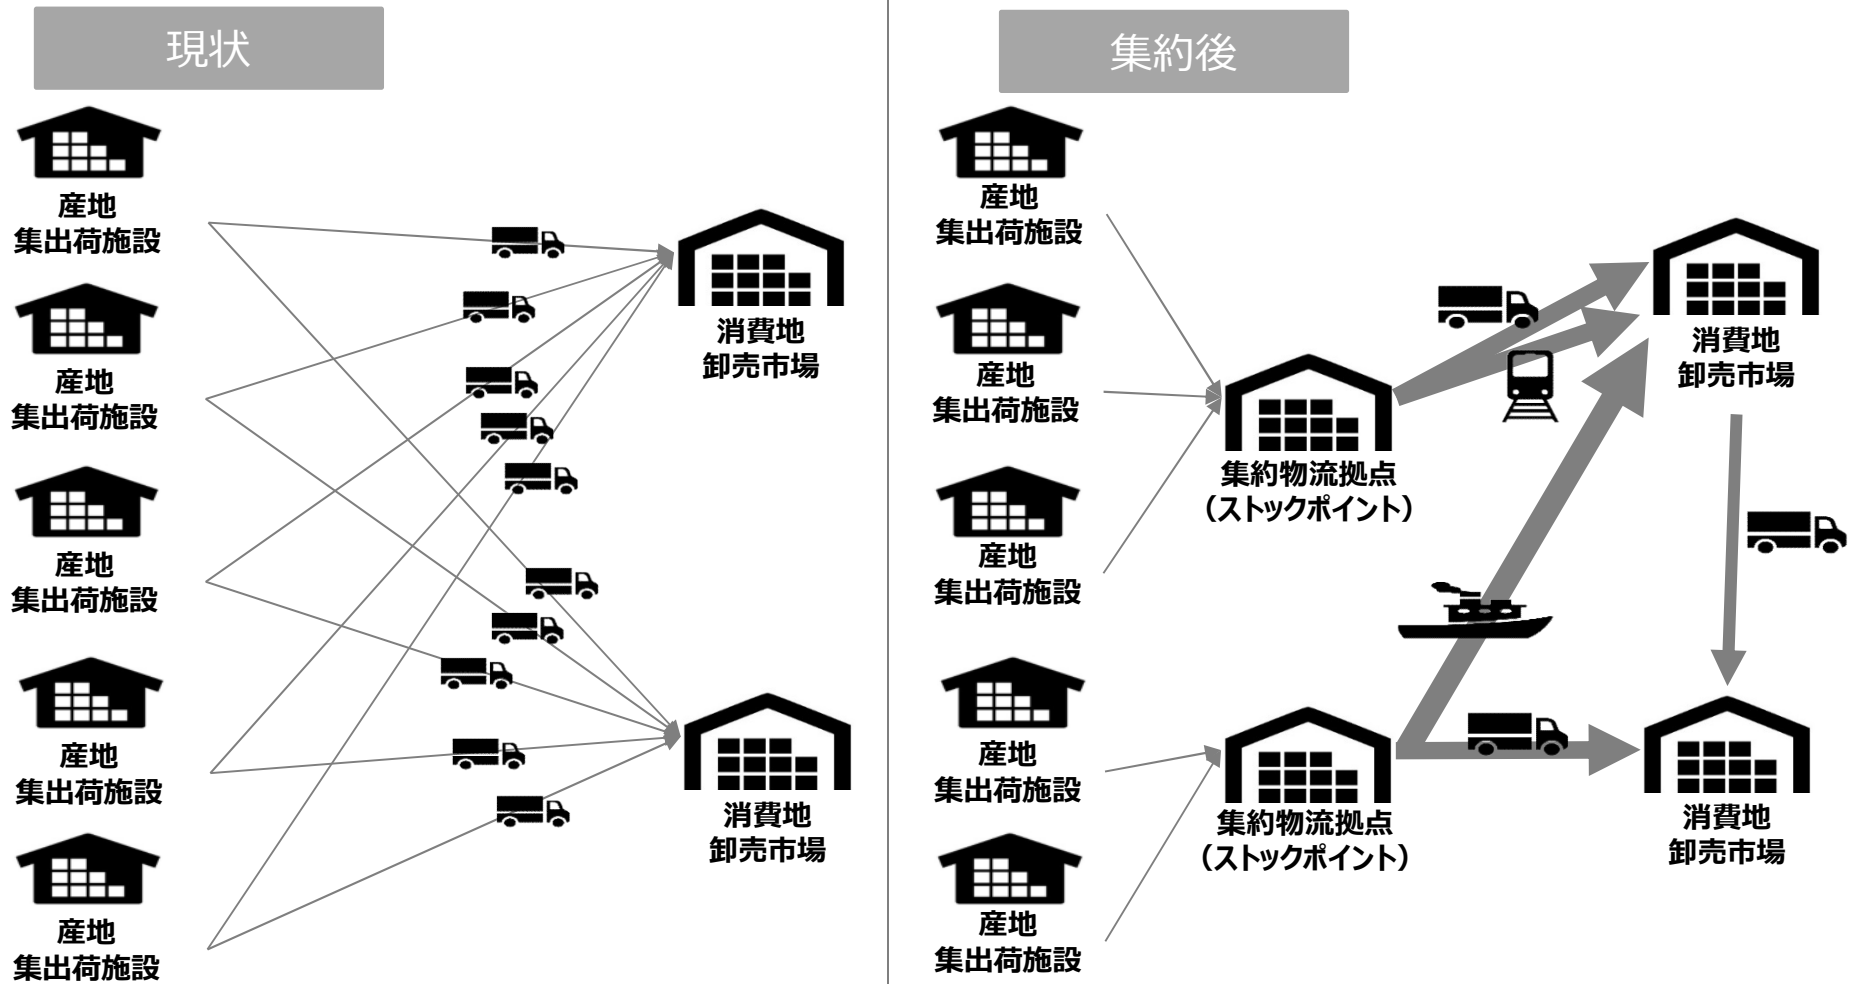 現状
産地
集出荷施設
産地
集出荷施設
産地
集出荷施設
産地
集出荷施設
産地
集出荷施設
消費地
卸売市場
消費地
卸売市場
集約後
産地
集出荷施設
産地
集出荷施設
産地
集出荷施設
産地
集出荷施設
産地
集出荷施設
集約物流拠点
（ストックポイント）
集約物流拠点
（ストックポイント）
消費地
卸売市場
消費地
卸売市場